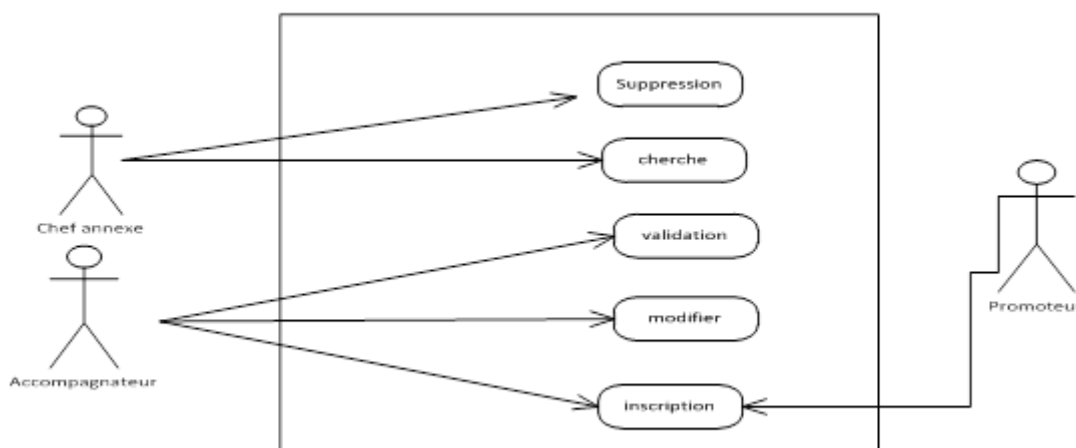 Suppression
cherche
Chef annexe
validation
modifier
Promoteu
Accompagnateur
inscription